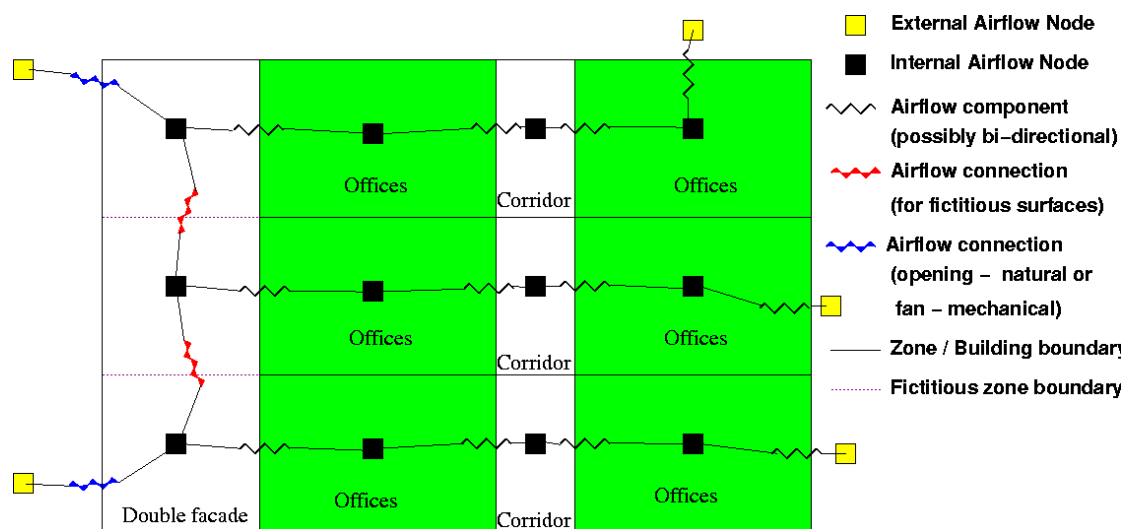 External Airflow Node
Internal Airflow Node
Airflow component
(possibly bi-directional)
Airflow connection
(for fictitious surfaces)
Airflow connection
(opening - natural or
fan - mechanical)
Zone / Building boundary
Fictitious zone boundary
Offices
Corridor
Offices
Offices
Corridor
Offices
Offices
Corridor
Offices
Double facade